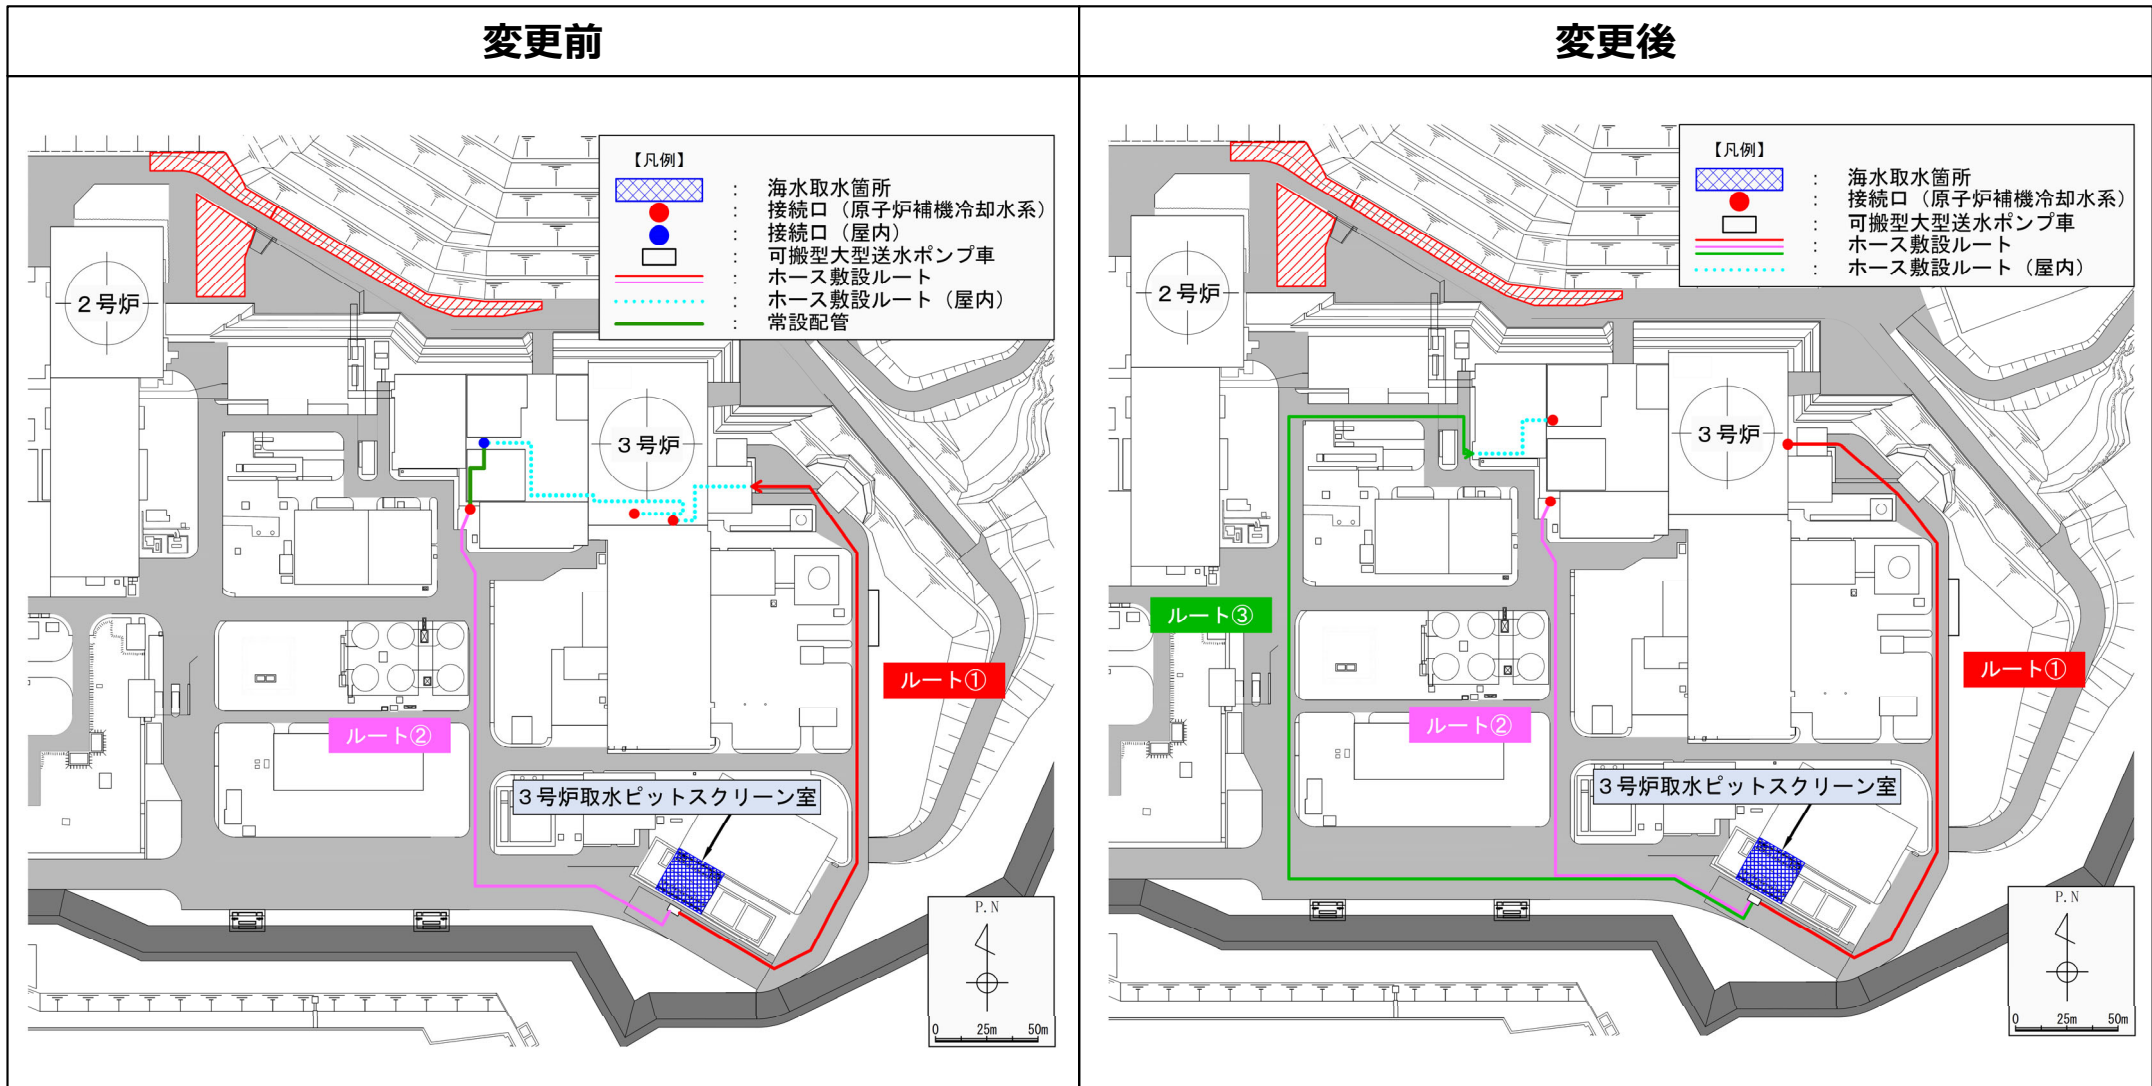 変更前
変更後
【凡例】
： 海水取水箇所
： 接続口（原子炉補機冷却水系）
： 接続口（屋内）
： 可搬型大型送水ポンプ車
： ホース敷設ルート
： ホース敷設ルート（屋内）
： 常設配管
２号炉
３号炉
ルート①
ルート②
３号炉取水ピットスクリーン室
P.N
0 25m 50m
【凡例】
： 海水取水箇所
： 接続口（原子炉補機冷却水系）
： 可搬型大型送水ポンプ車
： ホース敷設ルート
： ホース敷設ルート（屋内）
２号炉
３号炉
ルート③
ルート①
ルート②
３号炉取水ピットスクリーン室
P.N
0 25m 50m